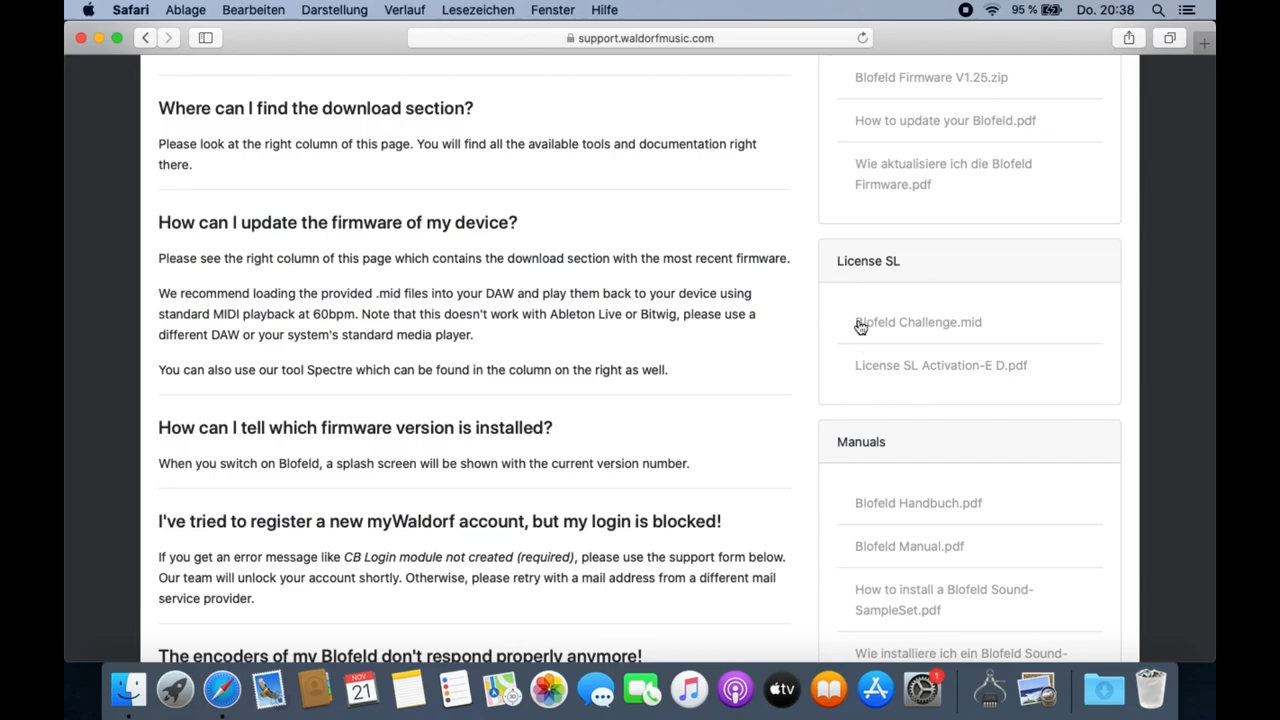 Safari Ablage Bearbeiten Darstellung Verlauf Lesezeichen Fenster Hilfe 95 % Do. 20:38
support.waldorfmusic.com
Where can I find the download section?
Please look at the right column of this page. You will find all the available tools and documentation right
there.
How can I update the firmware of my device?
Please see the right column of this page which contains the download section with the most recent firmware.
We recommend loading the provided .mid files into your DAW and play them back to your device using
standard MIDI playback at 60bpm. Note that this doesn't work with Ableton Live or Bitwig, please use a
different DAW or your system's standard media player.
You can also use our tool Spectre which can be found in the column on the right as well.
How can I tell which firmware version is installed?
When you switch on Blofeld, a splash screen will be shown with the current version number.
I've tried to register a new myWaldorf account, but my login is blocked!
If you get an error message like CB Login module not created (required), please use the support form below.
Our team will unlock your account shortly. Otherwise, please retry with a mail address from a different mail
service provider.
The encoders of my Blofeld don't respond properly anymore!
Blofeld Firmware V1.25.zip
How to update your Blofeld.pdf
Wie aktualisiere ich die Blofeld
Firmware.pdf
License SL
Blofeld Challenge.mid
License SL Activation-E D.pdf
Manuals
Blofeld Handbuch.pdf
Blofeld Manual.pdf
How to install a Blofeld Sound-
SampleSet.pdf
Wie installiere ich ein Blofeld Sound-
NOV
21
tv
1